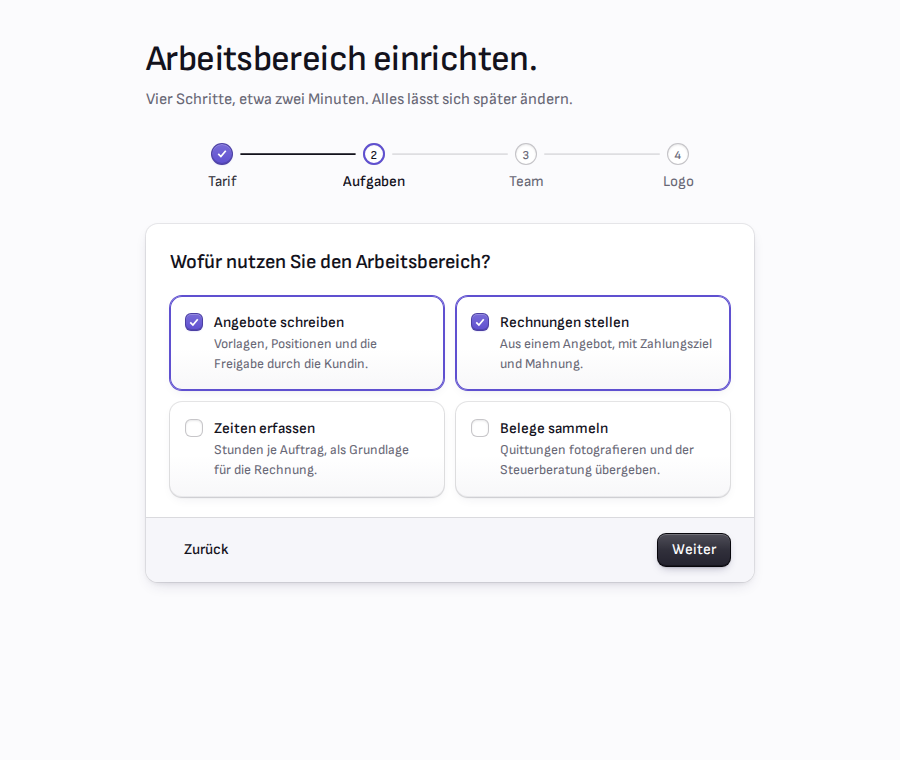 Arbeitsbereich einrichten.
Vier Schritte, etwa zwei Minuten. Alles lässt sich später ändern.
2
3
4
Tarif
Aufgaben
Team
Logo
Wofür nutzen Sie den Arbeitsbereich?
Angebote schreiben
Vorlagen, Positionen und die
Freigabe durch die Kundin.
Rechnungen stellen
Aus einem Angebot, mit Zahlungsziel
und Mahnung.
Zeiten erfassen
Stunden je Auftrag, als Grundlage
für die Rechnung.
Belege sammeln
Quittungen fotografieren und der
Steuerberatung übergeben.
Zurück
Weiter